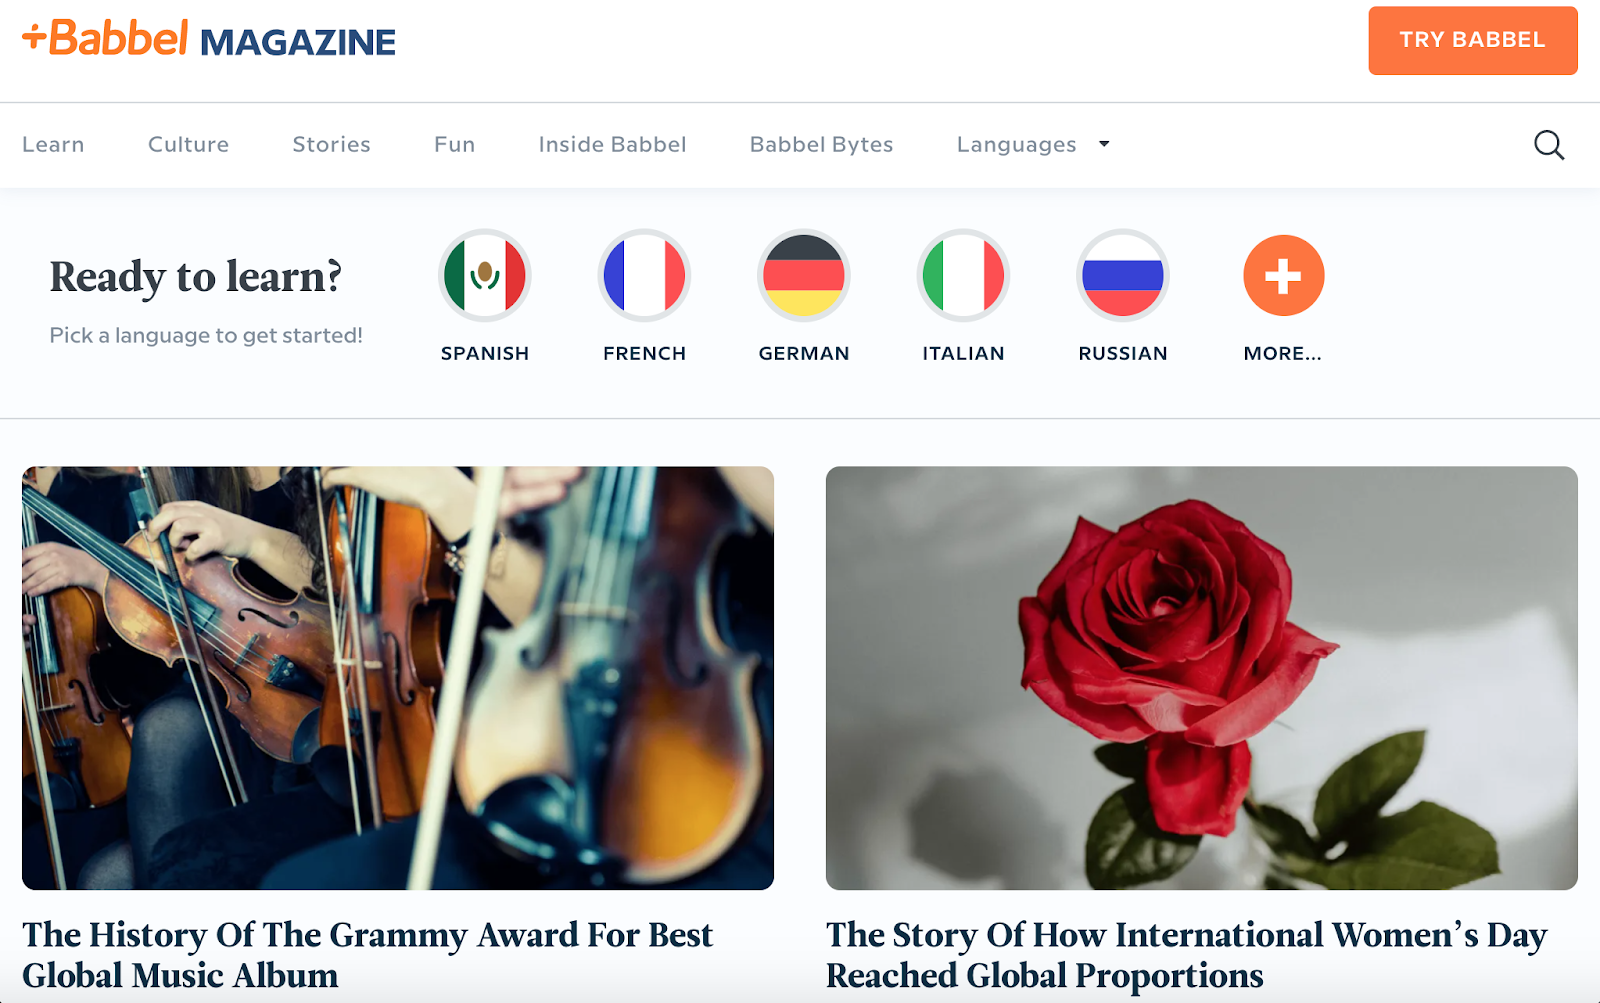 +Babbel MAGAZINE
TRY BABBEL
Learn Culture Stories Fun Inside Babbel Babbel Bytes Languages
Ready to learn?
Pick a language to get started!
SPANISH FRENCH GERMAN ITALIAN RUSSIAN MORE...
The History Of The Grammy Award For Best
Global Music Album
The Story Of How International Women’s Day
Reached Global Proportions